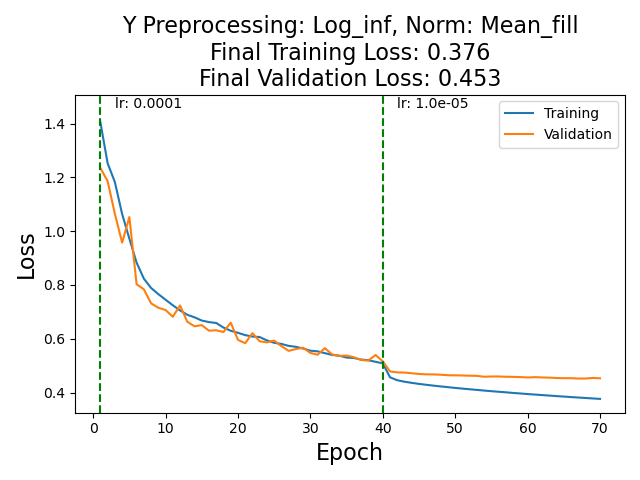 Y Preprocessing: Log_inf, Norm: Mean_fill
Final Training Loss: 0.376
Final Validation Loss: 0.453
lr: 0.0001
lr: 1.0e-05
Training
Validation
1.4
1.2
1.0
0.8
0.6
0.4
Loss
0
10
20
30
40
50
60
70
Epoch